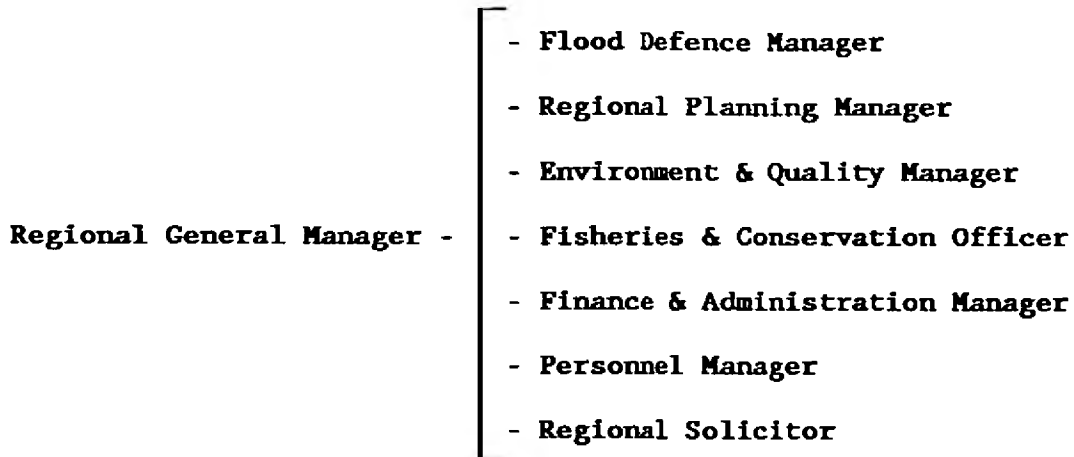 - Flood Defence Manager
- Regional Planning Manager
- Environment & Quality Manager
Regional General Manager -
- Fisheries & Conservation Officer
- Finance & Administration Manager
- Personnel Manager
- Regional Solicitor